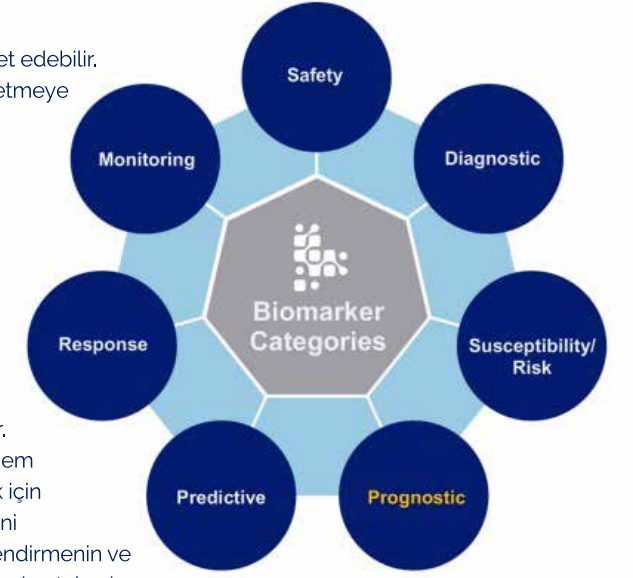 et edebilir.
etmeye
Safety
Monitoring
Diagnostic
Biomarker
Categories
Response
Susceptibility/
Risk
Predictive
Prognostic
r.
em
k için
ni
endirmenin ve